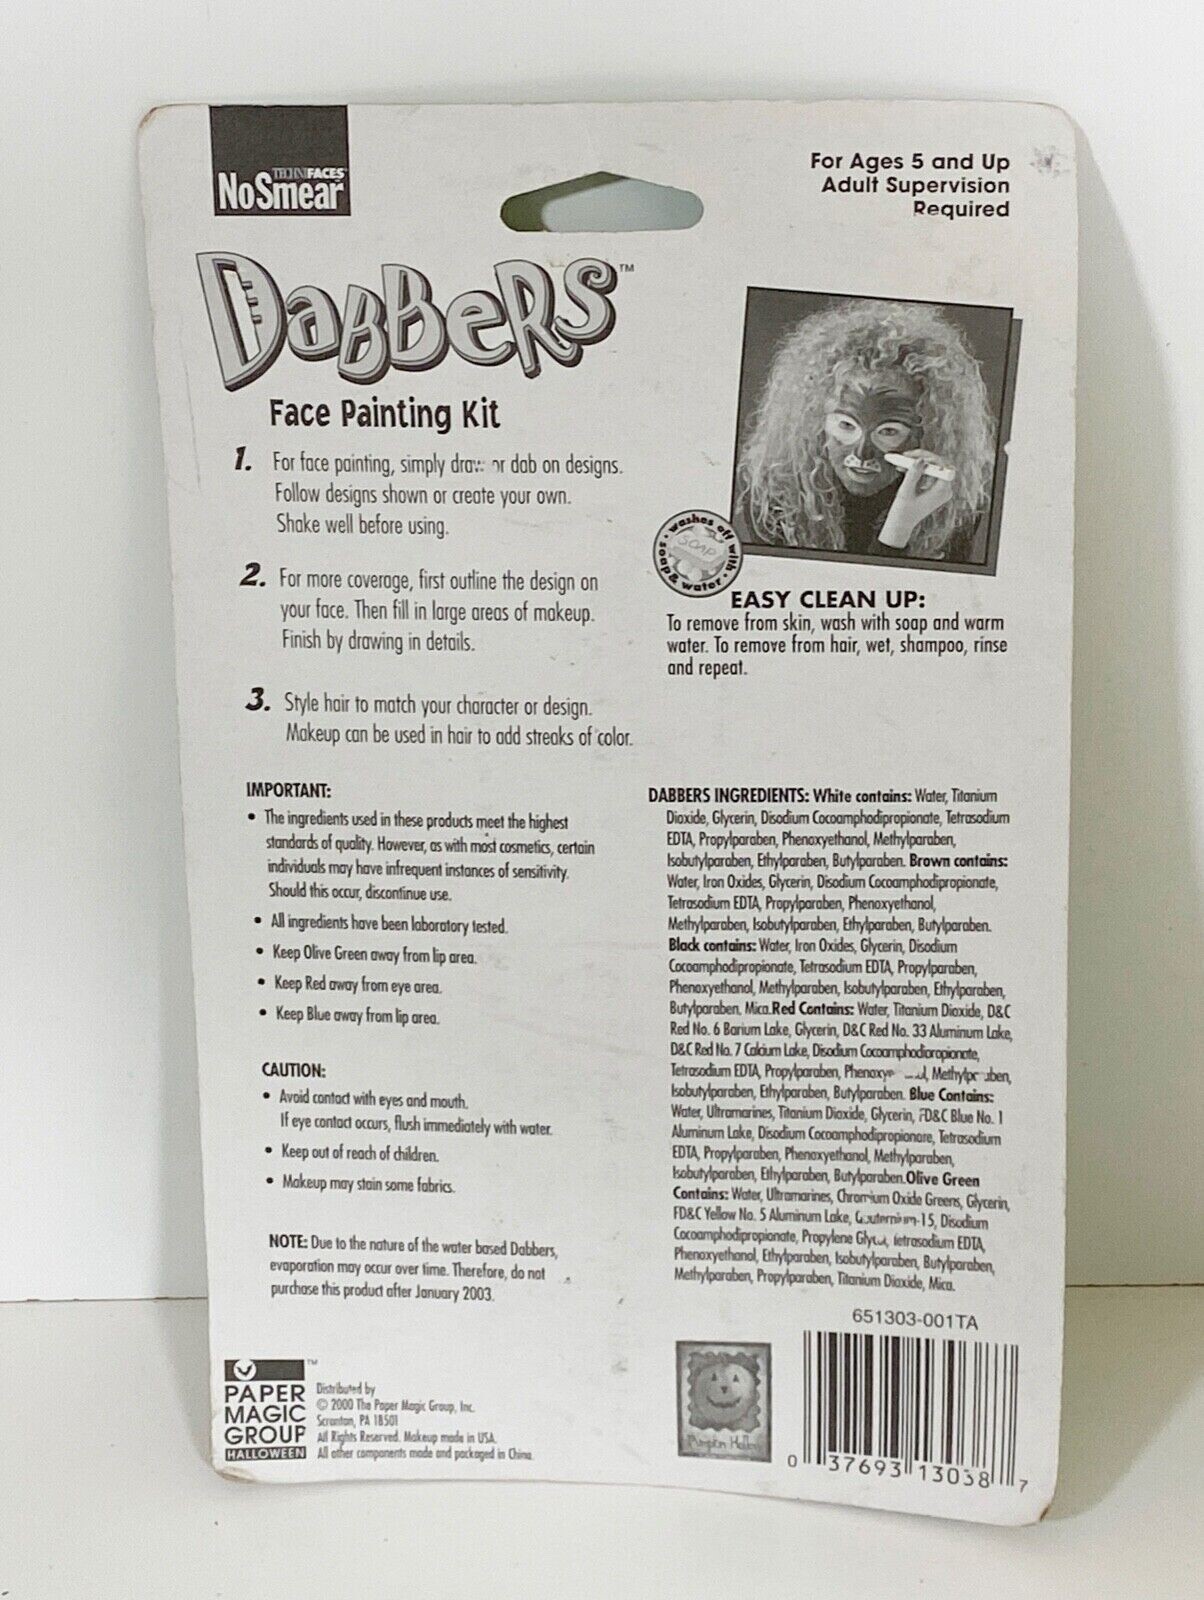 TECHNIFACES
NoSmear
For Ages 5 and Up
Adult Supervision
Required
DABBERS™
Face Painting Kit
1. For face painting, simply draw or dab on designs.
Follow designs shown or create your own.
Shake well before using.
2. For more coverage, first outline the design on
your face. Then fill in large areas of makeup.
Finish by drawing in details.
3. Style hair to match your character or design.
Makeup can be used in hair to add streaks of color.
washes off with soap & water
SOAP
EASY CLEAN UP:
To remove from skin, wash with soap and warm
water. To remove from hair, wet, shampoo, rinse
and repeat.
IMPORTANT:
• The ingredients used in these products meet the highest
standards of quality. However, as with most cosmetics, certain
individuals may have infrequent instances of sensitivity.
Should this occur, discontinue use.
• All ingredients have been laboratory tested.
• Keep Olive Green away from lip area.
• Keep Red away from eye area.
• Keep Blue away from lip area.
CAUTION:
• Avoid contact with eyes and mouth.
If eye contact occurs, flush immediately with water.
• Keep out of reach of children.
• Makeup may stain some fabrics.
NOTE: Due to the nature of the water based Dabbers,
evaporation may occur over time. Therefore, do not
purchase this product after January 2003.
DABBERS INGREDIENTS: White contains: Water, Titanium
Dioxide, Glycerin, Disodium Cocoamphodipropionate, Tetrasodium
EDTA, Propylparaben, Phenoxyethanol, Methylparaben,
Isobutylparaben, Ethylparaben, Butylparaben. Brown contains:
Water, Iron Oxides, Glycerin, Disodium Cocoamphodipropionate,
Tetrasodium EDTA, Propylparaben, Phenoxyethanol,
Methylparaben, Isobutylparaben, Ethylparaben, Butylparaben.
Black contains: Water, Iron Oxides, Glycerin, Disodium
Cocoamphodipropionate, Tetrasodium EDTA, Propylparaben,
Phenoxyethanol, Methylparaben, Isobutylparaben, Ethylparaben,
Butylparaben, Mica. Red Contains: Water, Titanium Dioxide, D&C
Red No. 6 Barium Lake, Glycerin, D&C Red No. 33 Aluminum Lake,
D&C Red No. 7 Calcium Lake, Disodium Cocoamphodipropionate,
Tetrasodium EDTA, Propylparaben, Methylparaben,
Isobutylparaben, Ethylparaben, Butylparaben. Blue Contains:
Water, Ultramarines, Titanium Dioxide, Glycerin, FD&C Blue No. 1
Aluminum Lake, Disodium Cocoamphodipropionate, Tetrasodium
EDTA, Propylparaben, Phenoxyethanol, Methylparaben,
Isobutylparaben, Ethylparaben, Butylparaben. Olive Green
Contains: Water, Ultramarines, Chromium Oxide Greens, Glycerin,
FD&C Yellow No. 5 Aluminum Lake, Disodium
Cocoamphodipropionate, Propylene Glycol, Tetrasodium EDTA,
Phenoxyethanol, Ethylparaben, Isobutylparaben, Butylparaben,
Methylparaben, Propylparaben, Titanium Dioxide, Mica.
651303-001TA
PAPER
MAGIC
GROUP
HALLOWEEN
™
Distributed by
© 2000 The Paper Magic Group, Inc.
Scranton, PA 18501
All Rights Reserved. Makeup made in USA.
All other components made and packaged in China
Pumpkin Hollow
0 37693 13038 7